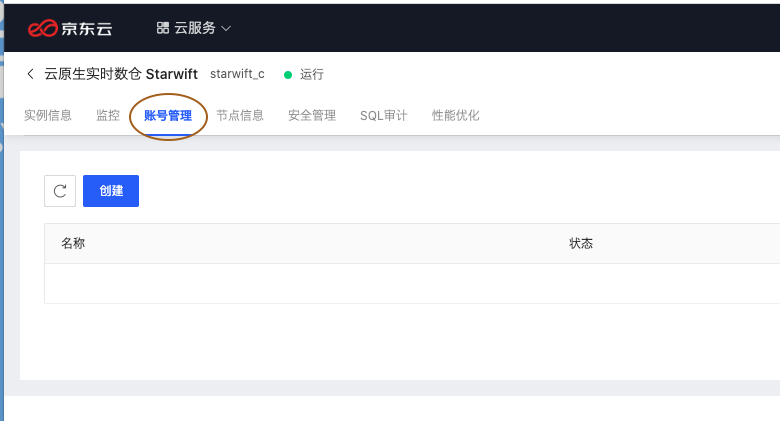 京东云 云服务
云原生实时数仓 Starwift starwift_c 运行
实例信息 监控 账号管理 节点信息 安全管理 SQL审计 性能优化
创建
名称 状态